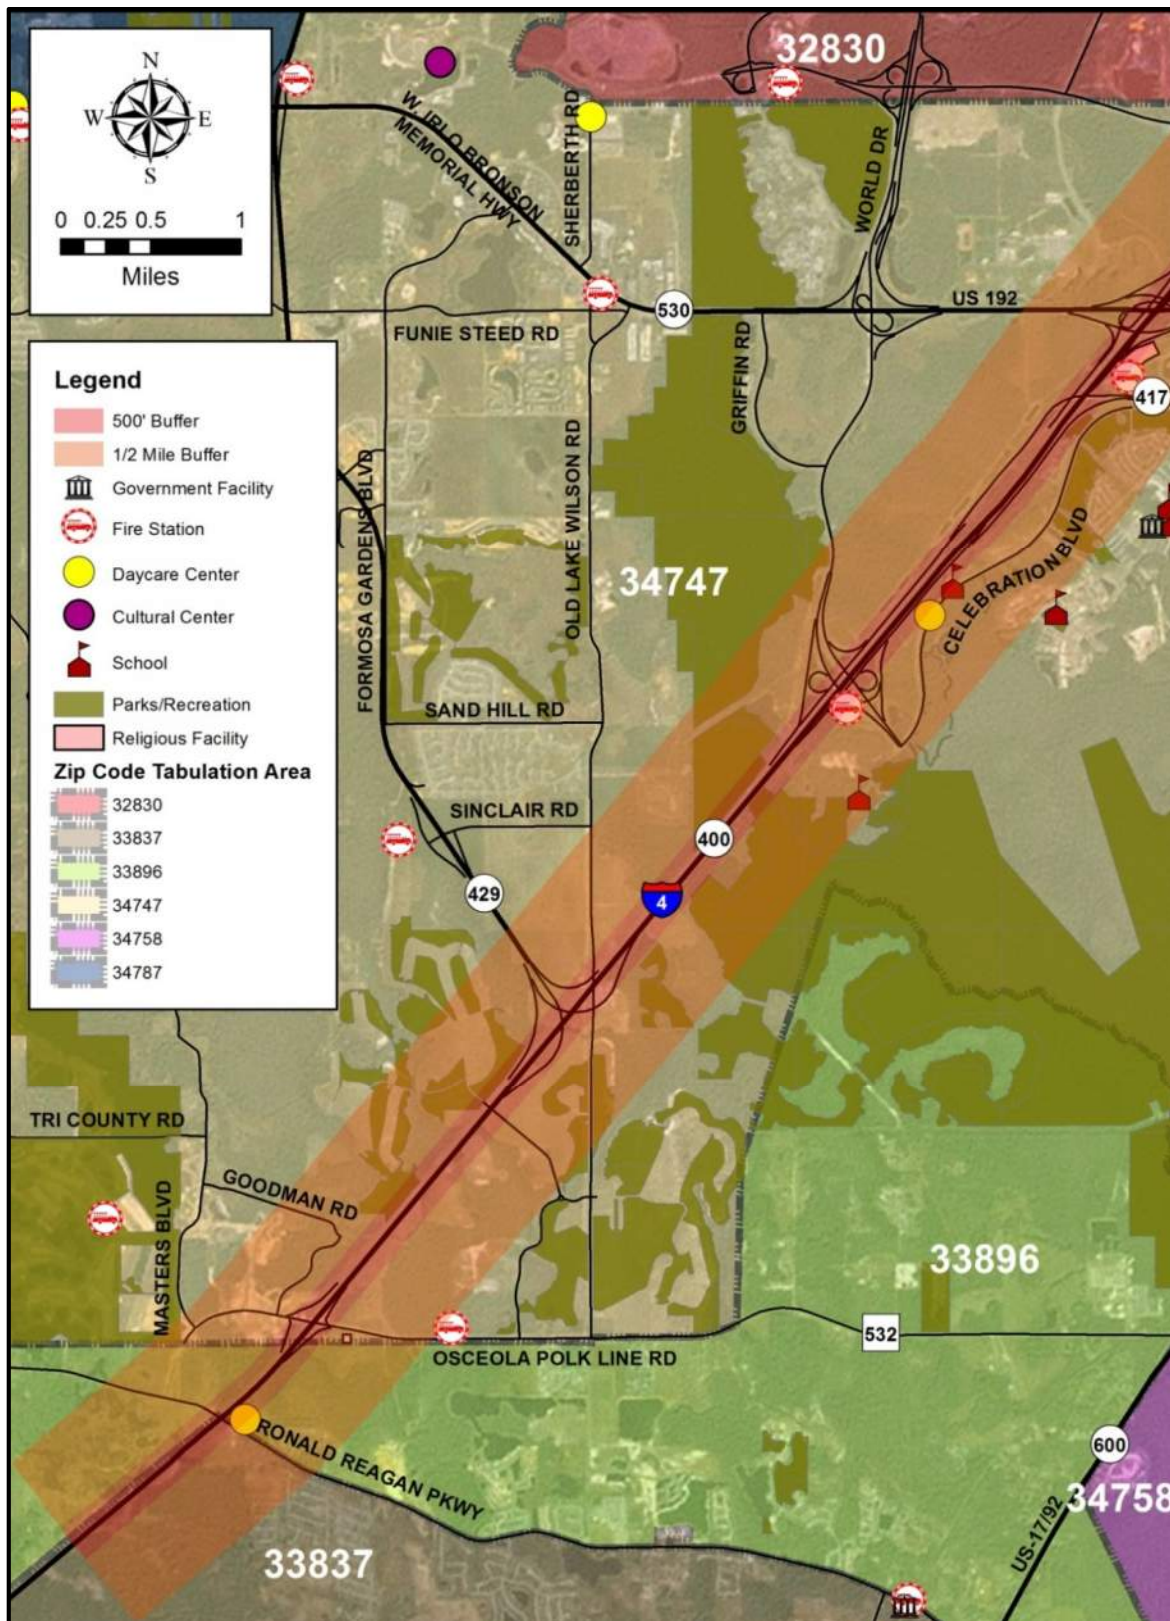 N
W E
S
0 0.25 0.5 1
Miles
Legend
500' Buffer
1/2 Mile Buffer
Government Facility
Fire Station
Daycare Center
Cultural Center
School
Parks/Recreation
Religious Facility
Zip Code Tabulation Area
32830
33837
33896
34747
34758
34787
32830
W IRLO BRONSON
MEMORIAL HWY
SHERBERTH RD
WORLD DR
530
US 192
FUNIE STEED RD
GRIFFIN RD
417
FORMOSA GARDENS BLVD
OLD LAKE WILSON RD
34747
CELEBRATION BLVD
SAND HILL RD
SINCLAIR RD
400
429
4
TRI COUNTY RD
GOODMAN RD
MASTERS BLVD
33896
532
OSCEOLA POLK LINE RD
RONALD REAGAN PKWY
600
34758
US-17/92
33837